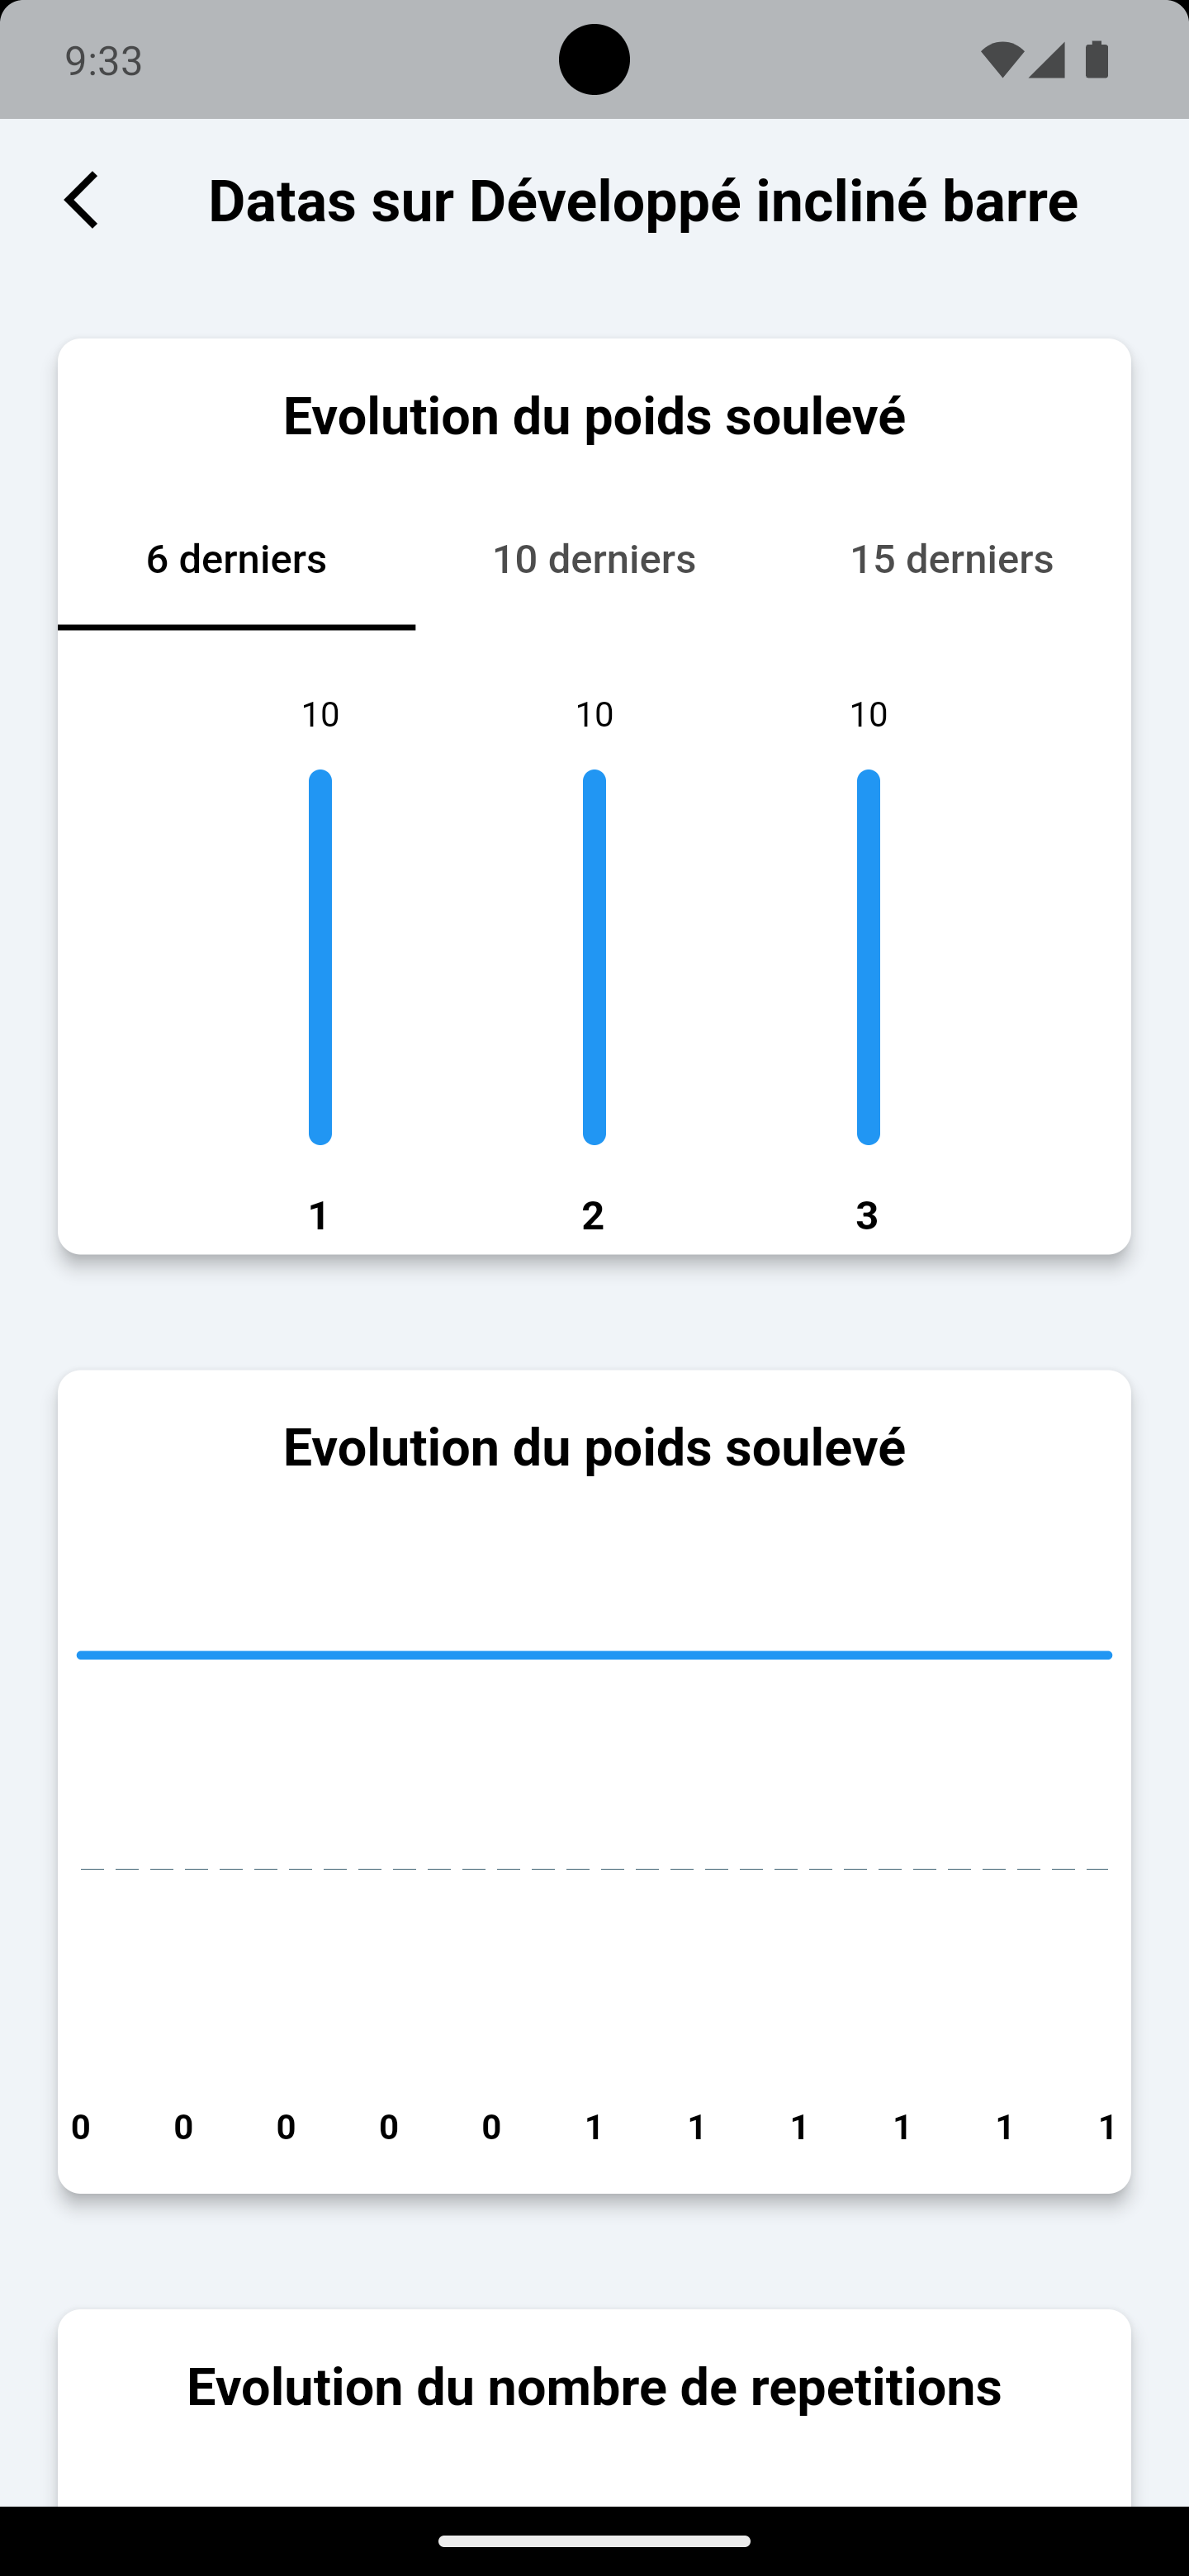 9:33
Datas sur Développé incliné barre
Evolution du poids soulevé
6 derniers 10 derniers 15 derniers
10 10 10
1 2 3
Evolution du poids soulevé
0 0 0 0 0 1 1 1 1 1 1
Evolution du nombre de repetitions